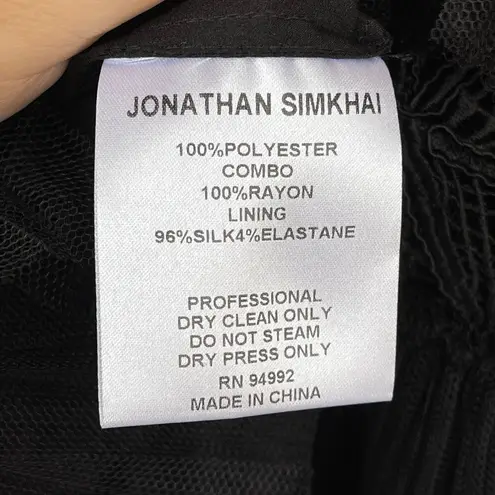 JONATHAN SIMKHAI
100%POLYESTER
COMBO
100%RAYON
LINING
96%SILK4%ELASTANE
PROFESSIONAL
DRY CLEAN ONLY
DO NOT STEAM
DRY PRESS ONLY
RN 94992
MADE IN CHINA